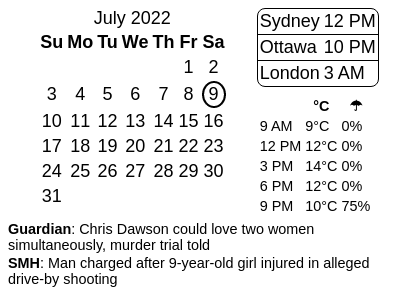 July 2022
Su Mo Tu We Th Fr Sa
1 2
3 4 5 6 7 8 9
10 11 12 13 14 15 16
17 18 19 20 21 22 23
24 25 26 27 28 29 30
31
Sydney 12 PM
Ottawa 10 PM
London 3 AM
°C ☂
9 AM 9°C 0%
12 PM 12°C 0%
3 PM 14°C 0%
6 PM 12°C 0%
9 PM 10°C 75%
Guardian: Chris Dawson could love two women
simultaneously, murder trial told
SMH: Man charged after 9-year-old girl injured in alleged
drive-by shooting